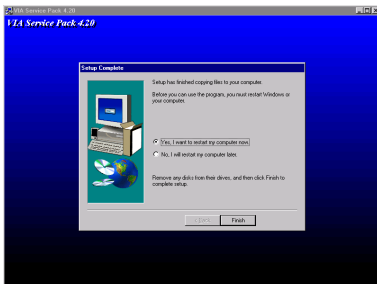 VIA Service Pack 4.20
VIA Service Pack 4.20
Setup Complete
Setup has finished copying files to your computer.
Before you can use the program, you must restart Windows or
your computer.
Yes, I want to restart my computer now.
No, I will restart my computer later.
Remove any disks from their drives, and then click Finish to
complete setup.
< Back
Finish